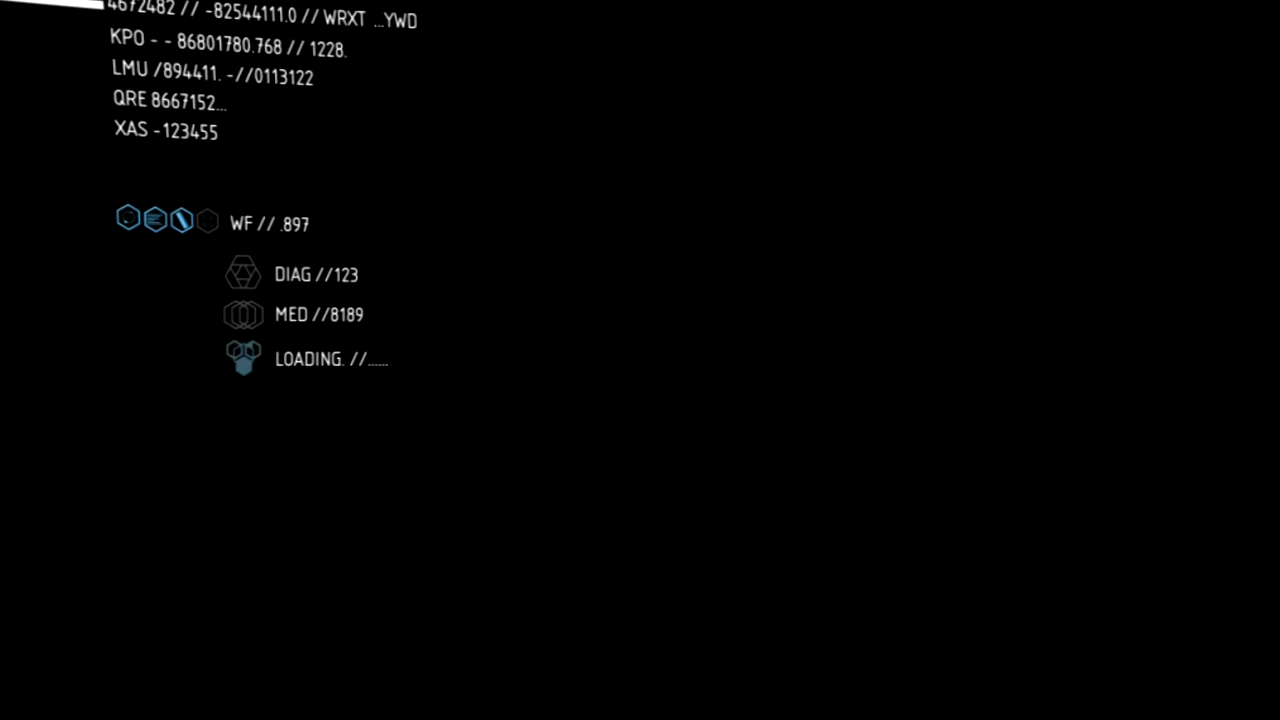 4672482 // -82544111.0 // WRXT ...YWD
KPO - - 86801780.768 // 1228.
LMU /894411. -//0113122
QRE 8667152...
XAS -123455
WF // .897
DIAG //123
MED //8189
LOADING. //......